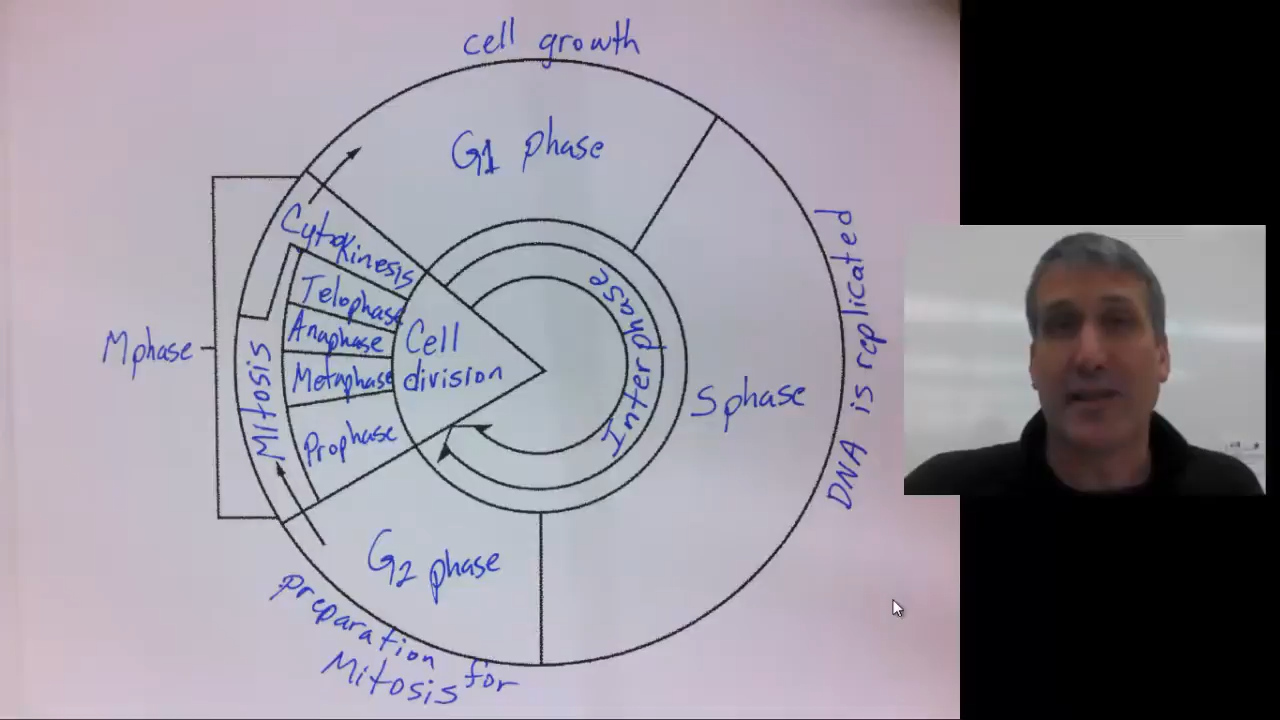 cell growth
G1 phase
Cytokinesis
Telophase
Anaphase
Metaphase
Prophase
Cell
division
Mitosis
M phase
Interphase
S phase
DNA is replicated
G2 phase
preparation for
Mitosis